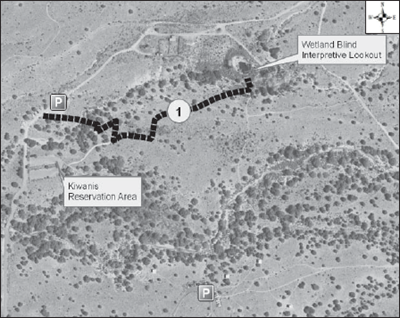 N
Wetland Blind
Interpretive Lookout
P
1
Kiwanis
Reservation Area
P